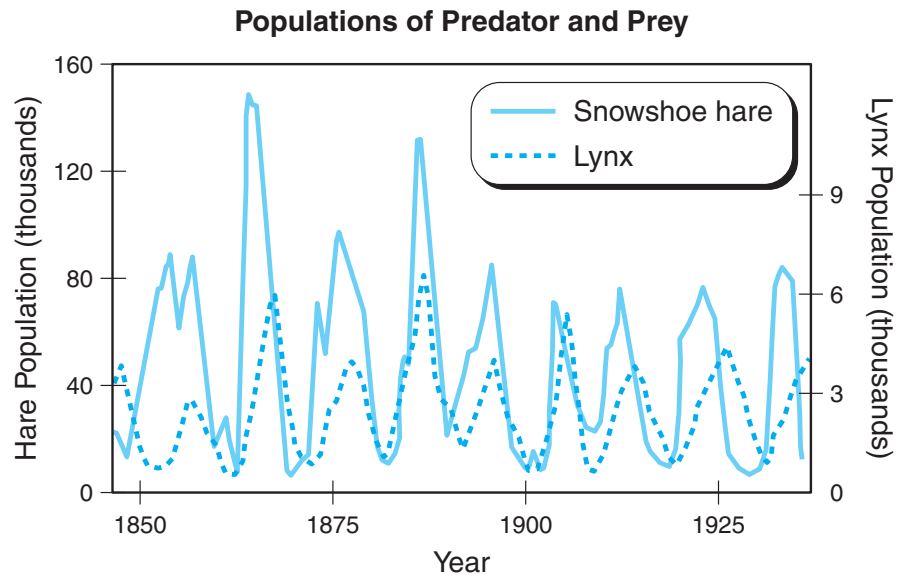 Populations of Predator and Prey
Hare Population (thousands)
160
120
80
40
0
Snowshoe hare
Lynx
9
6
3
0
Lynx Population (thousands)
1850
1875
1900
1925
Year